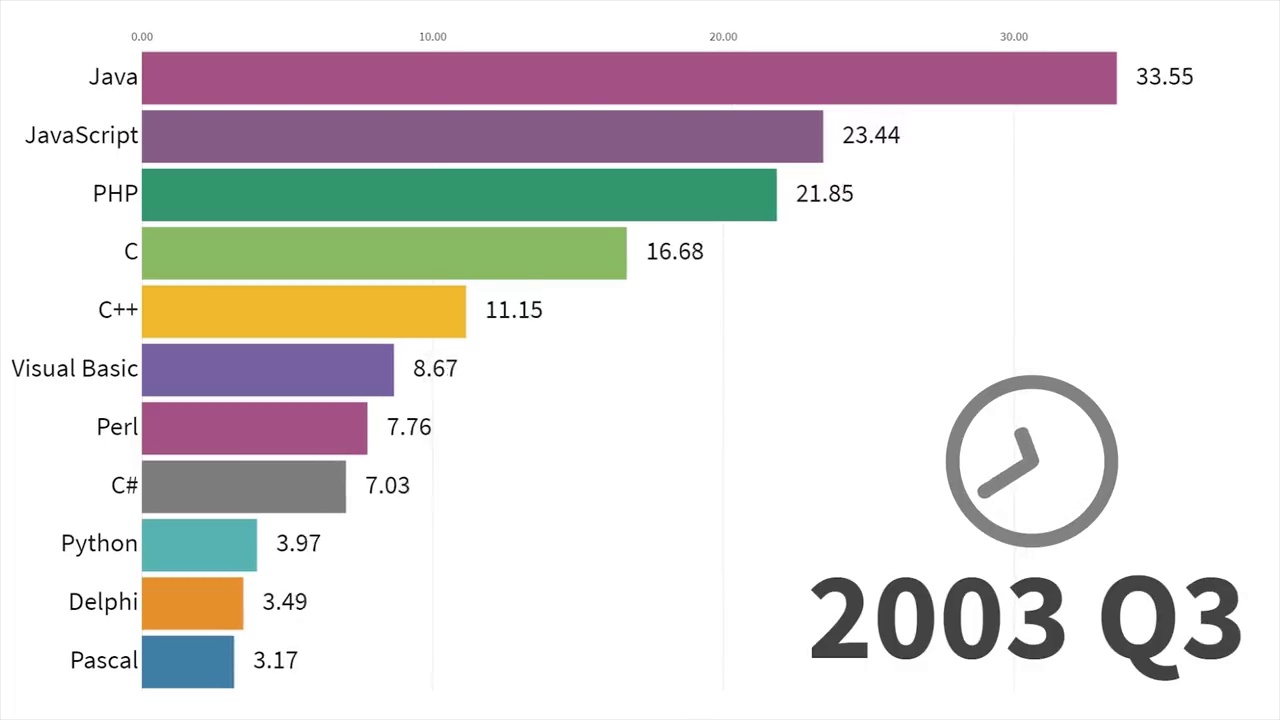 0.00 10.00 20.00 30.00
Java 33.55
JavaScript 23.44
PHP 21.85
C 16.68
C++ 11.15
Visual Basic 8.67
Perl 7.76
C# 7.03
Python 3.97
Delphi 3.49
Pascal 3.17
2003 Q3